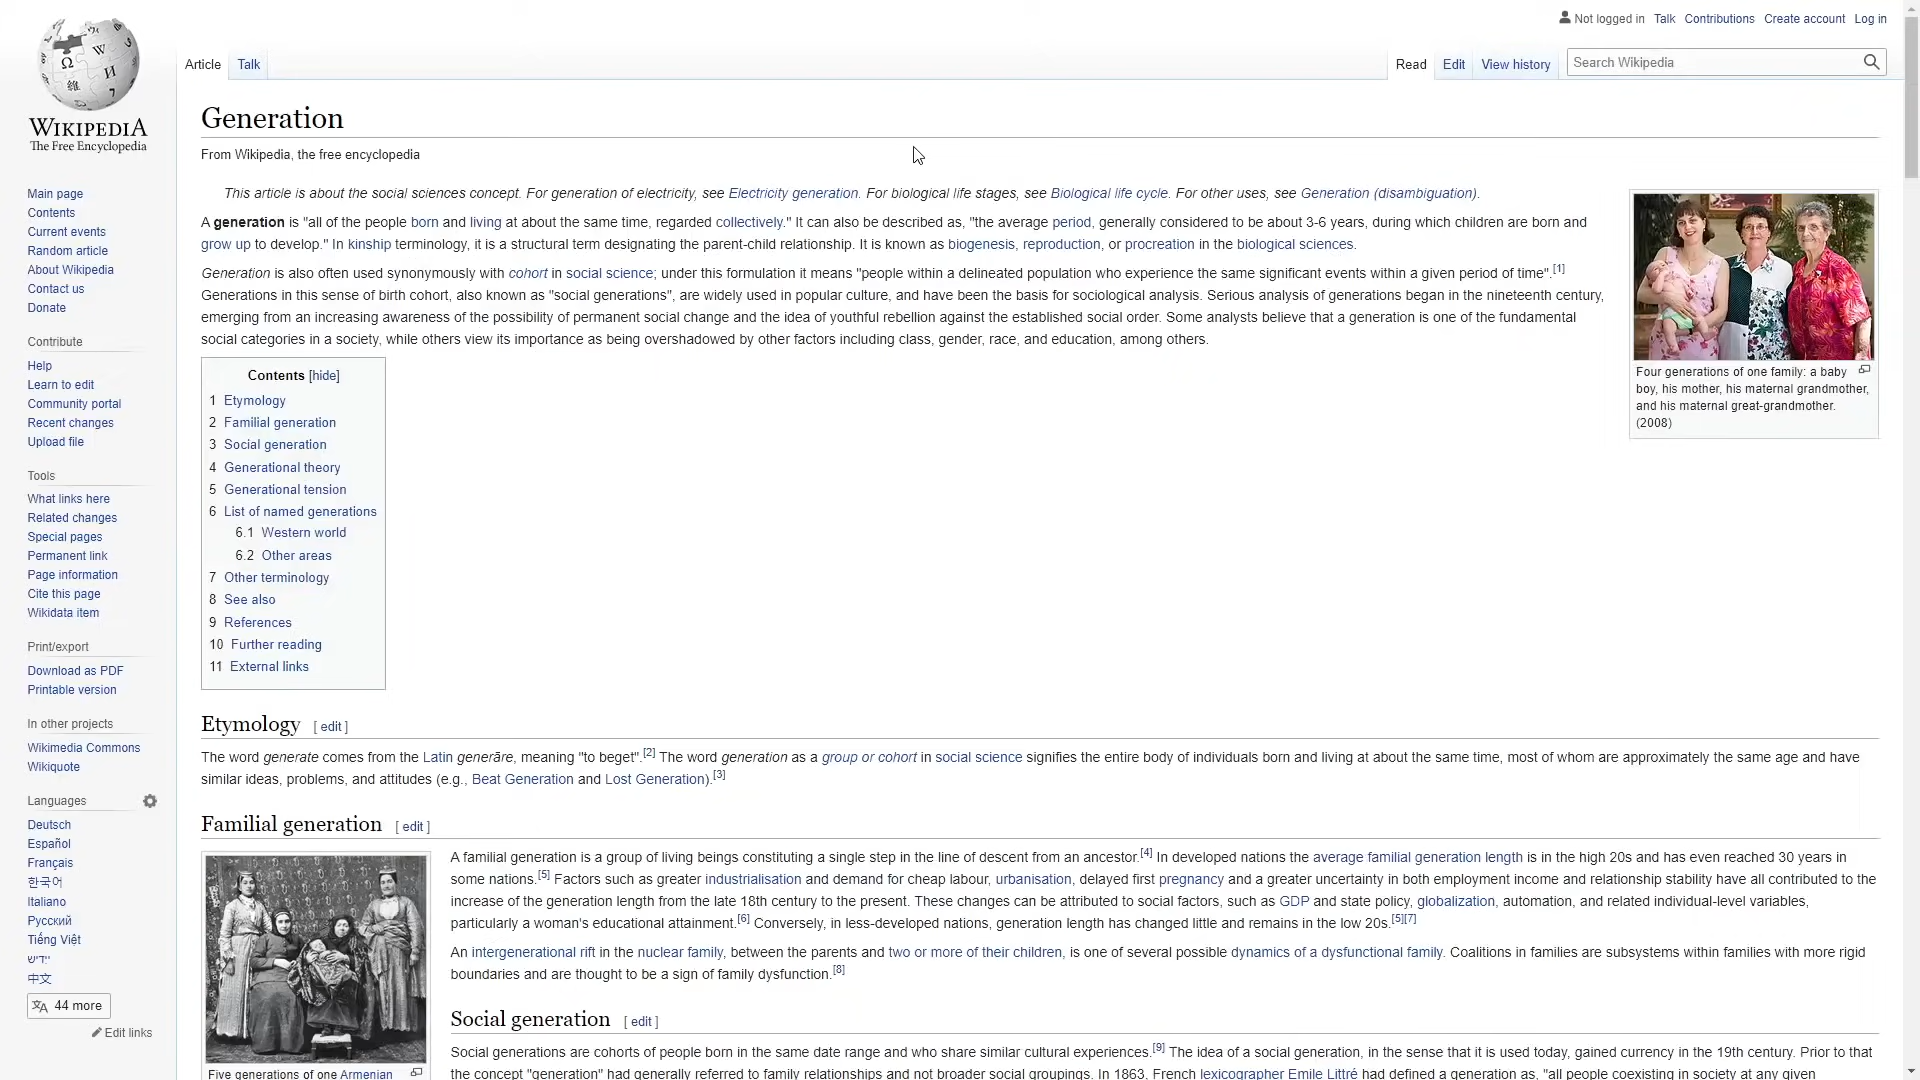 Not logged in Talk Contributions Create account Log in
Article Talk Read Edit View history Search Wikipedia
WIKIPEDIA
The Free Encyclopedia
Main page
Contents
Current events
Random article
About Wikipedia
Contact us
Donate
Contribute
Help
Learn to edit
Community portal
Recent changes
Upload file
Tools
What links here
Related changes
Special pages
Permanent link
Page information
Cite this page
Wikidata item
Print/export
Download as PDF
Printable version
In other projects
Wikimedia Commons
Wikiquote
Languages
Deutsch
Español
Français
한국어
Italiano
Русский
Tiếng Việt
ייִדיש
中文
44 more
Edit links
Generation
From Wikipedia, the free encyclopedia
This article is about the social sciences concept. For generation of electricity, see Electricity generation. For biological life stages, see Biological life cycle. For other uses, see Generation (disambiguation).
A generation is "all of the people born and living at about the same time, regarded collectively." It can also be described as, "the average period, generally considered to be about 3-6 years, during which children are born and
grow up to develop." In kinship terminology, it is a structural term designating the parent-child relationship. It is known as biogenesis, reproduction, or procreation in the biological sciences.
Generation is also often used synonymously with cohort in social science; under this formulation it means "people within a delineated population who experience the same significant events within a given period of time".[1]
Generations in this sense of birth cohort, also known as "social generations", are widely used in popular culture, and have been the basis for sociological analysis. Serious analysis of generations began in the nineteenth century,
emerging from an increasing awareness of the possibility of permanent social change and the idea of youthful rebellion against the established social order. Some analysts believe that a generation is one of the fundamental
social categories in a society, while others view its importance as being overshadowed by other factors including class, gender, race, and education, among others.
Four generations of one family: a baby
boy, his mother, his maternal grandmother,
and his maternal great-grandmother.
(2008)
Contents [hide]
1 Etymology
2 Familial generation
3 Social generation
4 Generational theory
5 Generational tension
6 List of named generations
6.1 Western world
6.2 Other areas
7 Other terminology
8 See also
9 References
10 Further reading
11 External links
Etymology [ edit ]
The word generate comes from the Latin generāre, meaning "to beget".[2] The word generation as a group or cohort in social science signifies the entire body of individuals born and living at about the same time, most of whom are approximately the same age and have
similar ideas, problems, and attitudes (e.g., Beat Generation and Lost Generation).[3]
Familial generation [ edit ]
A familial generation is a group of living beings constituting a single step in the line of descent from an ancestor.[4] In developed nations the average familial generation length is in the high 20s and has even reached 30 years in
some nations.[5] Factors such as greater industrialisation and demand for cheap labour, urbanisation, delayed first pregnancy and a greater uncertainty in both employment income and relationship stability have all contributed to the
increase of the generation length from the late 18th century to the present. These changes can be attributed to social factors, such as GDP and state policy, globalization, automation, and related individual-level variables,
particularly a woman's educational attainment.[6] Conversely, in less-developed nations, generation length has changed little and remains in the low 20s.[5][7]
An intergenerational rift in the nuclear family, between the parents and two or more of their children, is one of several possible dynamics of a dysfunctional family. Coalitions in families are subsystems within families with more rigid
boundaries and are thought to be a sign of family dysfunction.[8]
Five generations of one Armenian
Social generation [ edit ]
Social generations are cohorts of people born in the same date range and who share similar cultural experiences.[9] The idea of a social generation, in the sense that it is used today, gained currency in the 19th century. Prior to that
the concept "generation" had generally referred to family relationships and not broader social groupings. In 1863, French lexicographer Emile Littré had defined a generation as, "all people coexisting in society at any given